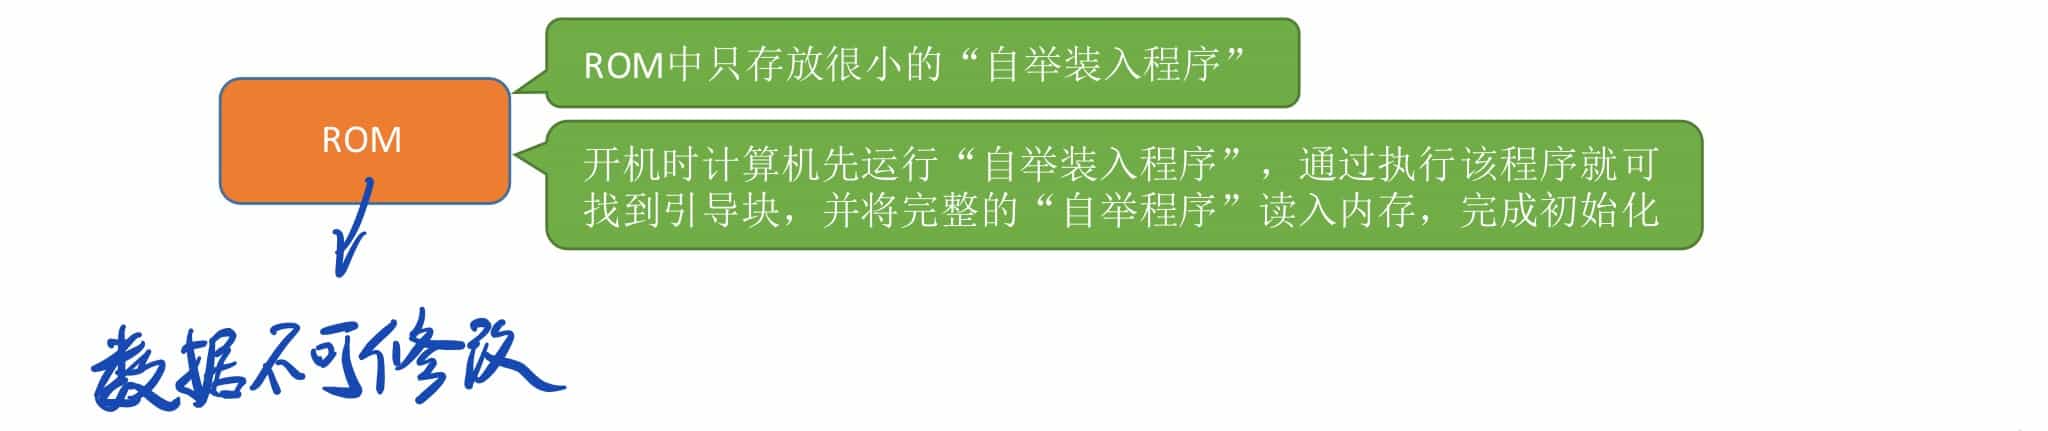 ROM中只存放很小的“自举装入程序”
ROM
开机时计算机先运行“自举装入程序”，通过执行该程序就可
找到引导块，并将完整的“自举程序”读入内存，完成初始化
数据不可修改